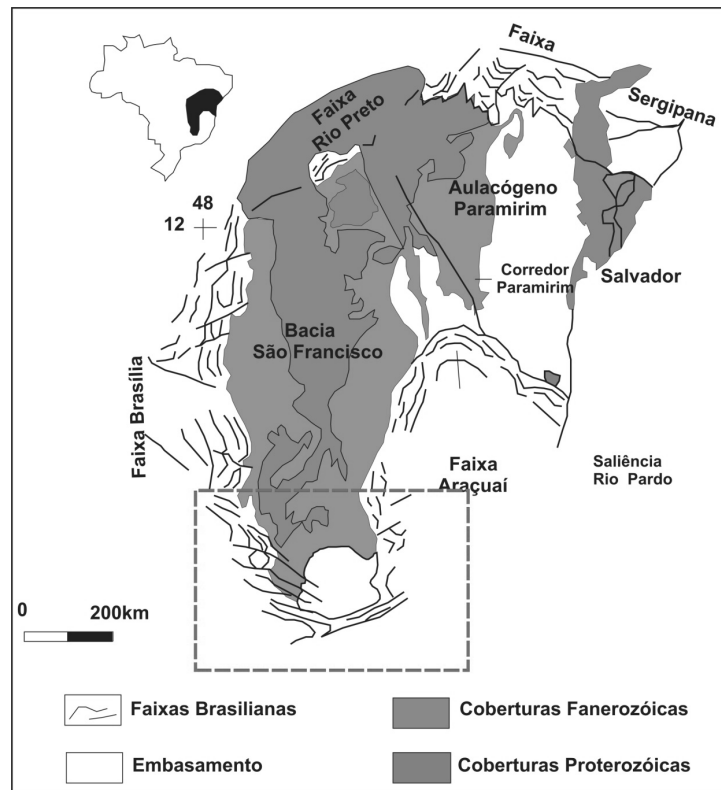 Faixa
Sergipana
Faixa
Rio Preto
48
12
Aulacógeno
Paramirim
Corredor
Paramirim
Salvador
Bacia
São Francisco
Faixa Brasília
Faixa
Araçuaí
Saliência
Rio Pardo
0 200km
Faixas Brasilianas
Coberturas Fanerozóicas
Embasamento
Coberturas Proterozóicas